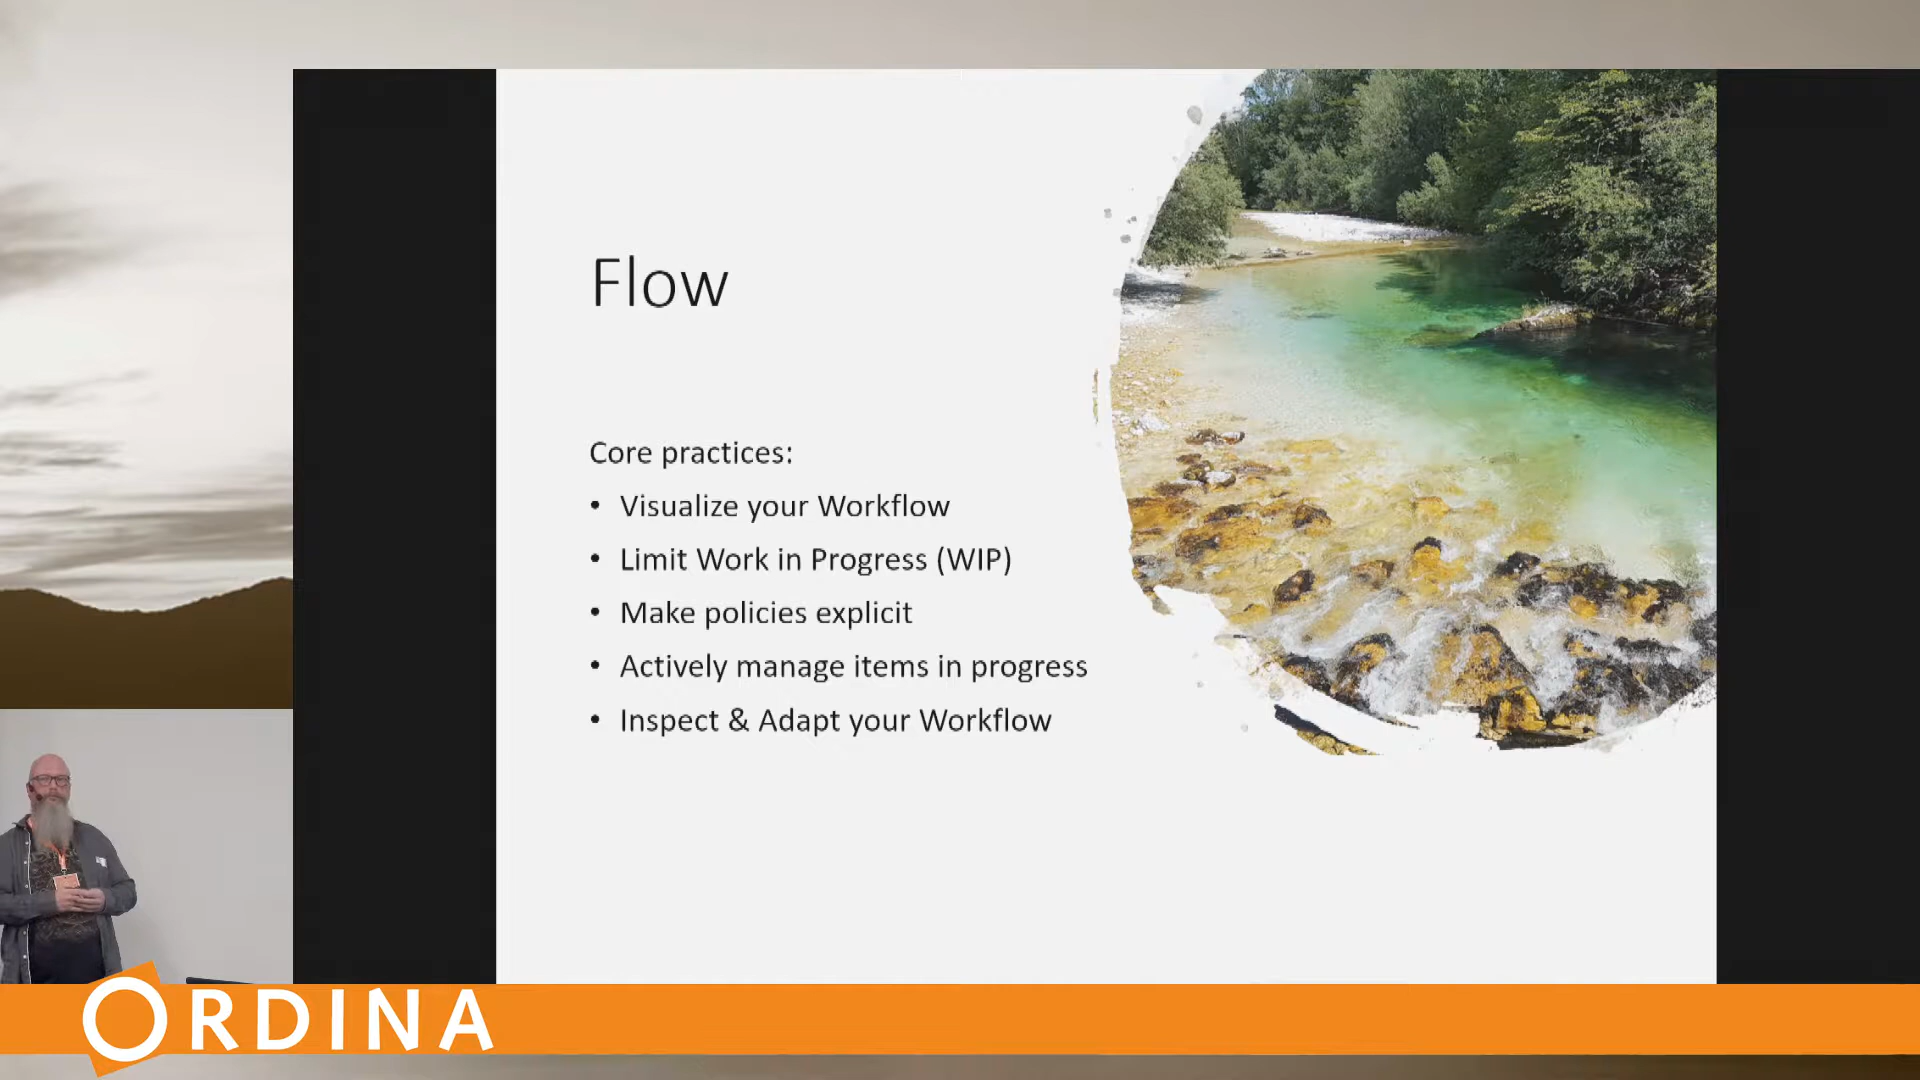 Flow
Core practices:
• Visualize your Workflow
• Limit Work in Progress (WIP)
• Make policies explicit
• Actively manage items in progress
• Inspect & Adapt your Workflow
ORDINA